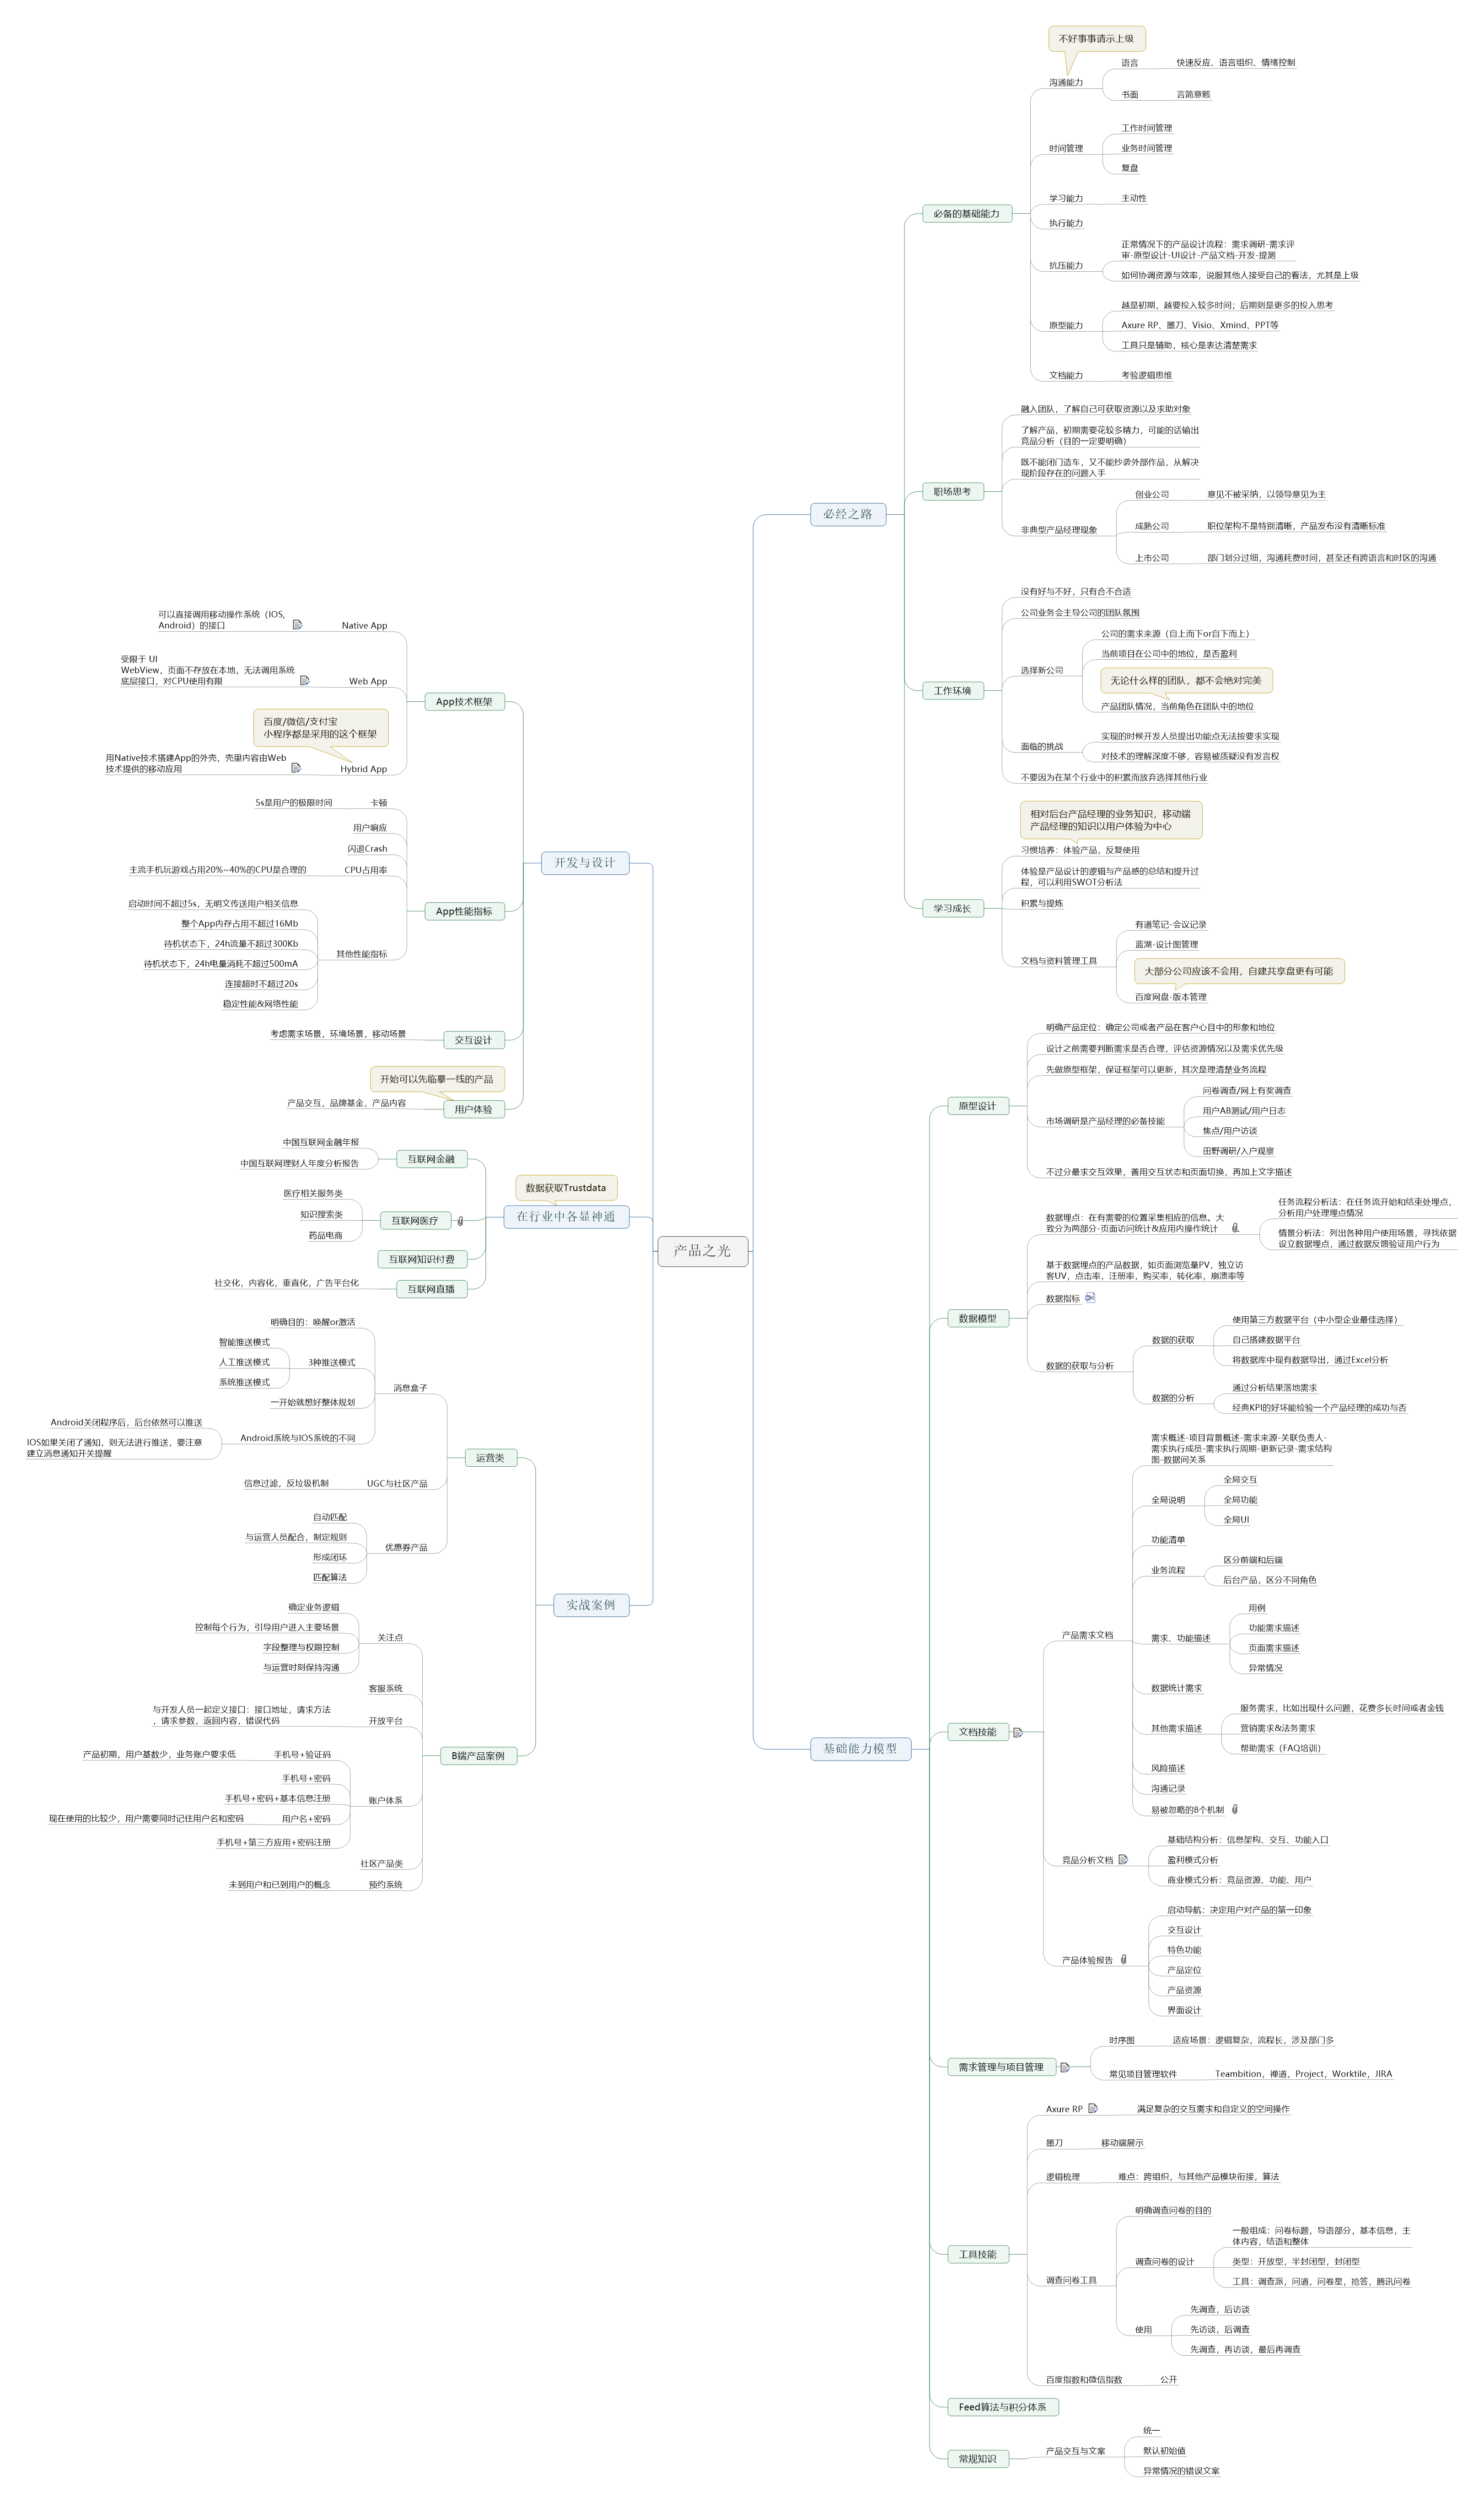 产品之光
必经之路
必备的基础能力
不好事事请示上级
沟通能力
语言
快速反应、语言组织、情绪控制
书面
言简意赅
时间管理
工作时间管理
业务时间管理
复盘
学习能力
主动性
执行能力
抗压能力
正常情况下的产品设计流程：需求调研-需求评
审-原型设计-UI设计-产品文档-开发-提测
如何协调资源与效率，说服其他人接受自己的看法，尤其是上级
原型能力
越是初期，越要投入较多时间；后期则是更多的投入思考
Axure RP、墨刀、Visio、Xmind、PPT等
工具只是辅助，核心是表达清楚需求
文档能力
考验逻辑思维
职场思考
融入团队，了解自己可获取资源以及求助对象
了解产品，初期需要花较多精力，可能的话输出
竞品分析（目的一定要明确）
既不能闭门造车，又不能抄袭外部作品，从解决
现阶段存在的问题入手
非典型产品经理现象
创业公司
意见不被采纳，以领导意见为主
成熟公司
职位架构不是特别清晰，产品发布没有清晰标准
上市公司
部门划分过细，沟通耗费时间，甚至还有跨语言和时区的沟通
工作环境
没有好与不好，只有合不合适
公司业务会主导公司的团队氛围
选择新公司
公司的需求来源（自上而下or自下而上）
当前项目在公司中的地位，是否盈利
无论什么样的团队，都不会绝对完美
产品团队情况，当前角色在团队中的地位
面临的挑战
实现的时候开发人员提出功能点无法按要求实现
对技术的理解深度不够，容易被质疑没有发言权
不要因为在某个行业中的积累而放弃选择其他行业
学习成长
相对后台产品经理的业务知识，移动端
产品经理的知识以用户体验为中心
习惯培养：体验产品，反复使用
体验是产品设计的逻辑与产品感的总结和提升过
程，可以利用SWOT分析法
积累与提炼
文档与资料管理工具
有道笔记-会议记录
蓝湖-设计图管理
大部分公司应该不会用，自建共享盘更有可能
百度网盘-版本管理
基础能力模型
原型设计
明确产品定位：确定公司或者产品在客户心目中的形象和地位
设计之前需要判断需求是否合理，评估资源情况以及需求优先级
先做原型框架，保证框架可以更新，其次是理清楚业务流程
市场调研是产品经理的必备技能
问卷调查/网上有奖调查
用户AB测试/用户日志
焦点/用户访谈
田野调研/入户观察
不过分最求交互效果，善用交互状态和页面切换，再加上文字描述
数据模型
数据埋点：在有需要的位置采集相应的信息。大
致分为两部分-页面访问统计&应用内操作统计
任务流程分析法：在任务流开始和结束处理点，
分析用户处理埋点情况
情景分析法：列出各种用户使用场景，寻找依据
设立数据埋点，通过数据反馈验证用户行为
基于数据埋点的产品数据，如页面浏览量PV，独立访
客UV，点击率，注册率，购买率，转化率，崩溃率等
数据指标
数据的获取与分析
数据的获取
使用第三方数据平台（中小型企业最佳选择）
自己搭建数据平台
将数据库中现有数据导出，通过Excel分析
数据的分析
通过分析结果落地需求
经典KPI的好坏能检验一个产品经理的成功与否
文档技能
产品需求文档
需求概述-项目背景概述-需求来源-关联负责人-
需求执行成员-需求执行周期-更新记录-需求结构
图-数据间关系
全局说明
全局交互
全局功能
全局UI
功能清单
业务流程
区分前端和后端
后台产品，区分不同角色
需求、功能描述
用例
功能需求描述
页面需求描述
异常情况
数据统计需求
其他需求描述
服务需求，比如出现什么问题，花费多长时间或者金钱
营销需求&法务需求
帮助需求（FAQ培训）
风险描述
沟通记录
易被忽略的8个机制
竞品分析文档
基础结构分析：信息架构、交互、功能入口
盈利模式分析
商业模式分析：竞品资源、功能、用户
产品体验报告
启动导航：决定用户对产品的第一印象
交互设计
特色功能
产品定位
产品资源
界面设计
需求管理与项目管理
时序图
适应场景：逻辑复杂，流程长，涉及部门多
常见项目管理软件
Teambition，禅道，Project，Worktile，JIRA
工具技能
Axure RP
满足复杂的交互需求和自定义的空间操作
墨刀
移动端展示
逻辑梳理
难点：跨组织，与其他产品模块衔接，算法
调查问卷工具
明确调查问卷的目的
调查问卷的设计
一般组成：问卷标题，导语部分，基本信息，主
体内容，结语和整体
类型：开放型，半封闭型，封闭型
工具：调查派，问道，问卷星，抢答，腾讯问卷
使用
先调查，后访谈
先访谈，后调查
先调查，再访谈，最后再调查
百度指数和微信指数
公开
Feed算法与积分体系
常规知识
产品交互与文案
统一
默认初始值
异常情况的错误文案
开发与设计
App技术框架
Native App
可以直接调用移动操作系统（IOS,
Android）的接口
Web App
受限于 UI
WebView，页面不存放在本地，无法调用系统
底层接口，对CPU使用有限
百度/微信/支付宝
小程序都是采用的这个框架
Hybrid App
用Native技术搭建App的外壳，壳里内容由Web
技术提供的移动应用
App性能指标
卡顿
5s是用户的极限时间
用户响应
闪退Crash
CPU占用率
主流手机玩游戏占用20%~40%的CPU是合理的
其他性能指标
启动时间不超过5s，无明文传送用户相关信息
整个App内存占用不超过16Mb
待机状态下，24h流量不超过300Kb
待机状态下，24h电量消耗不超过500mA
连接超时不超过20s
稳定性能&网络性能
交互设计
考虑需求场景，环境场景，移动场景
开始可以先临摹一线的产品
用户体验
产品交互，品牌基金，产品内容
数据获取Trustdata
在行业中各显神通
互联网金融
中国互联网金融年报
中国互联网理财人年度分析报告
互联网医疗
医疗相关服务类
知识搜索类
药品电商
互联网知识付费
互联网直播
社交化，内容化，垂直化，广告平台化
实战案例
运营类
消息盒子
明确目的：唤醒or激活
3种推送模式
智能推送模式
人工推送模式
系统推送模式
一开始就想好整体规划
Android系统与IOS系统的不同
Android关闭程序后，后台依然可以推送
IOS如果关闭了通知，则无法进行推送，要注意
建立消息通知开关提醒
UGC与社区产品
信息过滤，反垃圾机制
优惠券产品
自动匹配
与运营人员配合，制定规则
形成闭环
匹配算法
B端产品案例
关注点
确定业务逻辑
控制每个行为，引导用户进入主要场景
字段整理与权限控制
与运营时刻保持沟通
客服系统
开放平台
与开发人员一起定义接口：接口地址，请求方法
，请求参数，返回内容，错误代码
账户体系
手机号+验证码
产品初期，用户基数少，业务账户要求低
手机号+密码
手机号+密码+基本信息注册
用户名+密码
现在使用的比较少，用户需要同时记住用户名和密码
手机号+第三方应用+密码注册
社区产品类
预约系统
未到用户和已到用户的概念